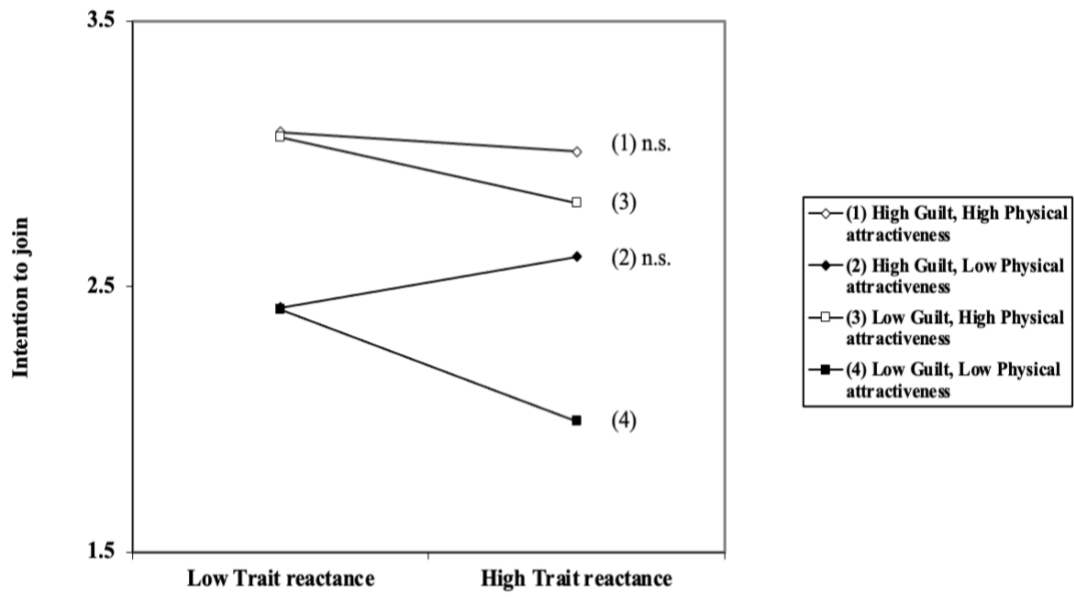 3.5
2.5
1.5
Intention to join
Low Trait reactance
High Trait reactance
(1) n.s.
(3)
(2) n.s.
(4)
(1) High Guilt, High Physical
attractiveness
(2) High Guilt, Low Physical
attractiveness
(3) Low Guilt, High Physical
attractiveness
(4) Low Guilt, Low Physical
attractiveness